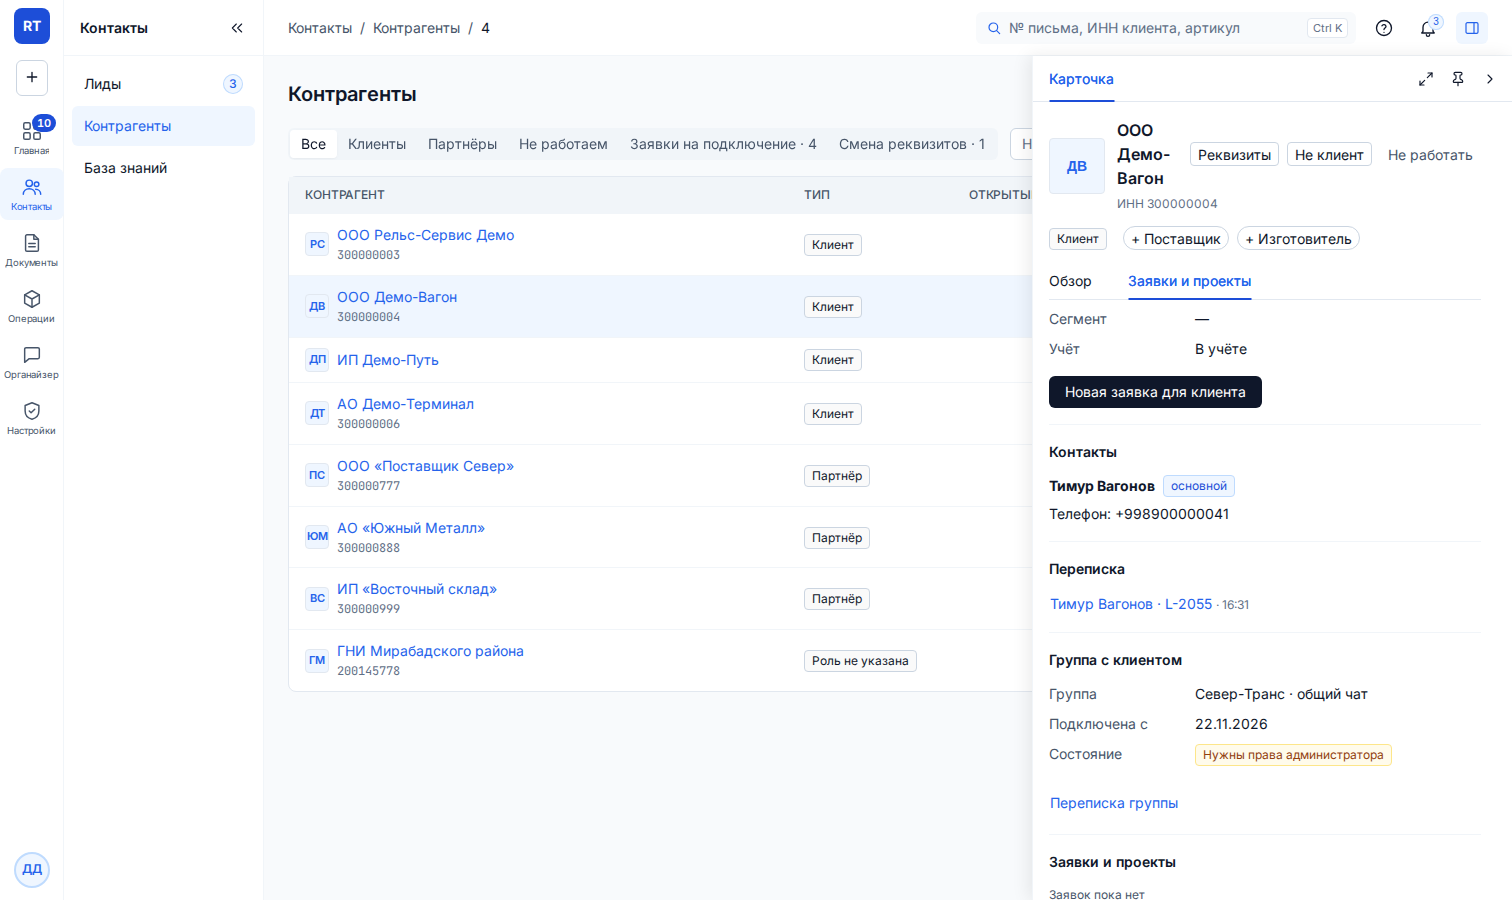 RT
Контакты
Контакты / Контрагенты / 4
№ письма, ИНН клиента, артикул
Ctrl K
3
10
Главная
Контакты
Документы
Операции
Органайзер
Настройки
ДД
Лиды
3
Контрагенты
База знаний
Контрагенты
Все
Клиенты
Партнёры
Не работаем
Заявки на подключение · 4
Смена реквизитов · 1
КОНТРАГЕНТ
ТИП
РС
ООО Рельс-Сервис Демо
300000003
Клиент
ДВ
ООО Демо-Вагон
300000004
Клиент
ДП
ИП Демо-Путь
Клиент
ДТ
АО Демо-Терминал
300000006
Клиент
ПС
ООО «Поставщик Север»
300000777
Партнёр
ЮМ
АО «Южный Металл»
300000888
Партнёр
ВС
ИП «Восточный склад»
300000999
Партнёр
ГМ
ГНИ Мирабадского района
200145778
Роль не указана
Карточка
ДВ
ООО
Демо-
Вагон
ИНН 300000004
Реквизиты
Не клиент
Не работать
Клиент
+ Поставщик
+ Изготовитель
Обзор
Заявки и проекты
Сегмент —
Учёт В учёте
Новая заявка для клиента
Контакты
Тимур Вагонов основной
Телефон: +998900000041
Переписка
Тимур Вагонов · L-2055 · 16:31
Группа с клиентом
Группа Север-Транс · общий чат
Подключена с 22.11.2026
Состояние Нужны права администратора
Переписка группы
Заявки и проекты
Заявок пока нет